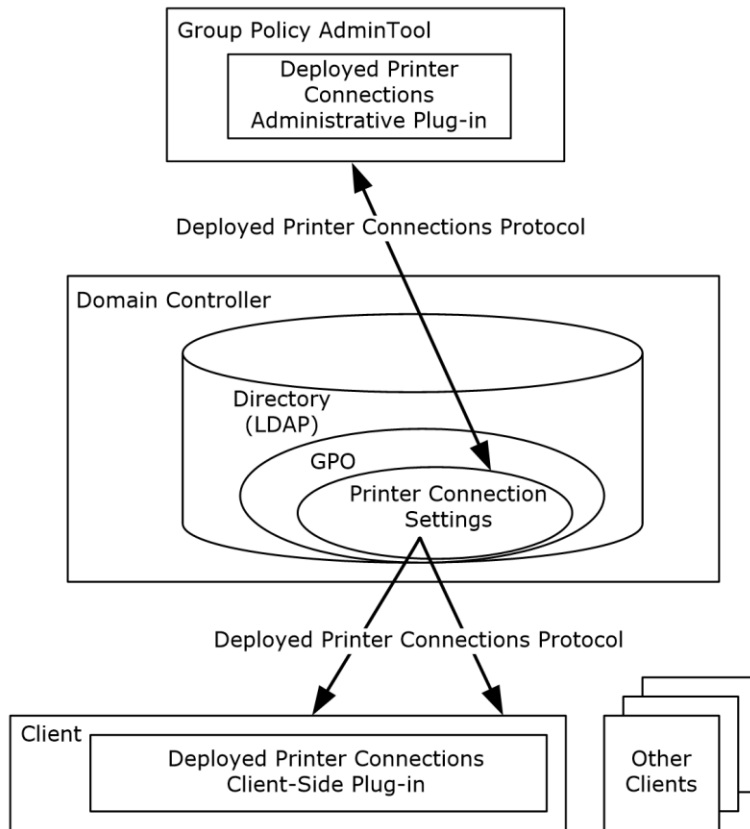 Group Policy AdminTool
Deployed Printer
Connections
Administrative Plug-in
Deployed Printer Connections Protocol
Domain Controller
Directory
(LDAP)
GPO
Printer Connection
Settings
Deployed Printer Connections Protocol
Client
Deployed Printer Connections
Client-Side Plug-in
Other
Clients